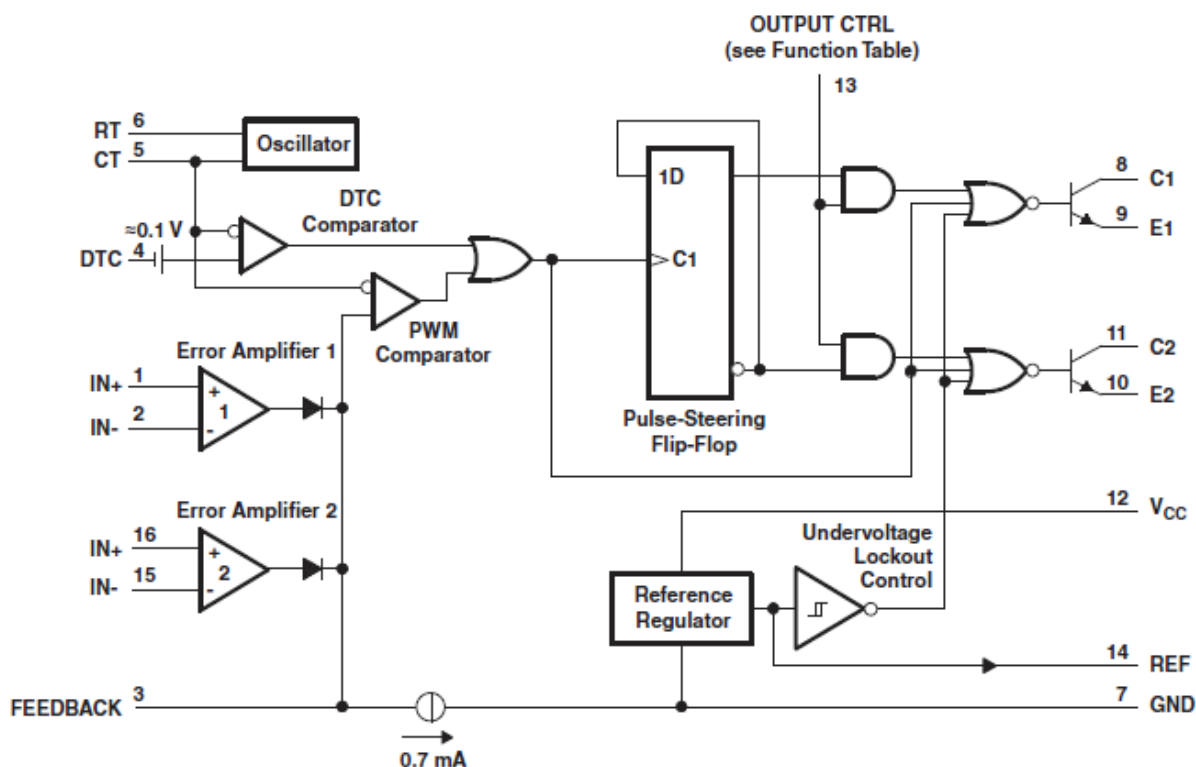 OUTPUT CTRL
(see Function Table)
13
RT 6
CT 5
Oscillator
DTC
Comparator
≈0.1 V
DTC 4
1D
C1
PWM
Comparator
8 C1
9 E1
Error Amplifier 1
IN+ 1
IN- 2
+
1
-
Pulse-Steering
Flip-Flop
11 C2
10 E2
Error Amplifier 2
IN+ 16
IN- 15
+
2
-
12 VCC
Undervoltage
Lockout
Control
Reference
Regulator
14 REF
FEEDBACK 3
7 GND
0.7 mA